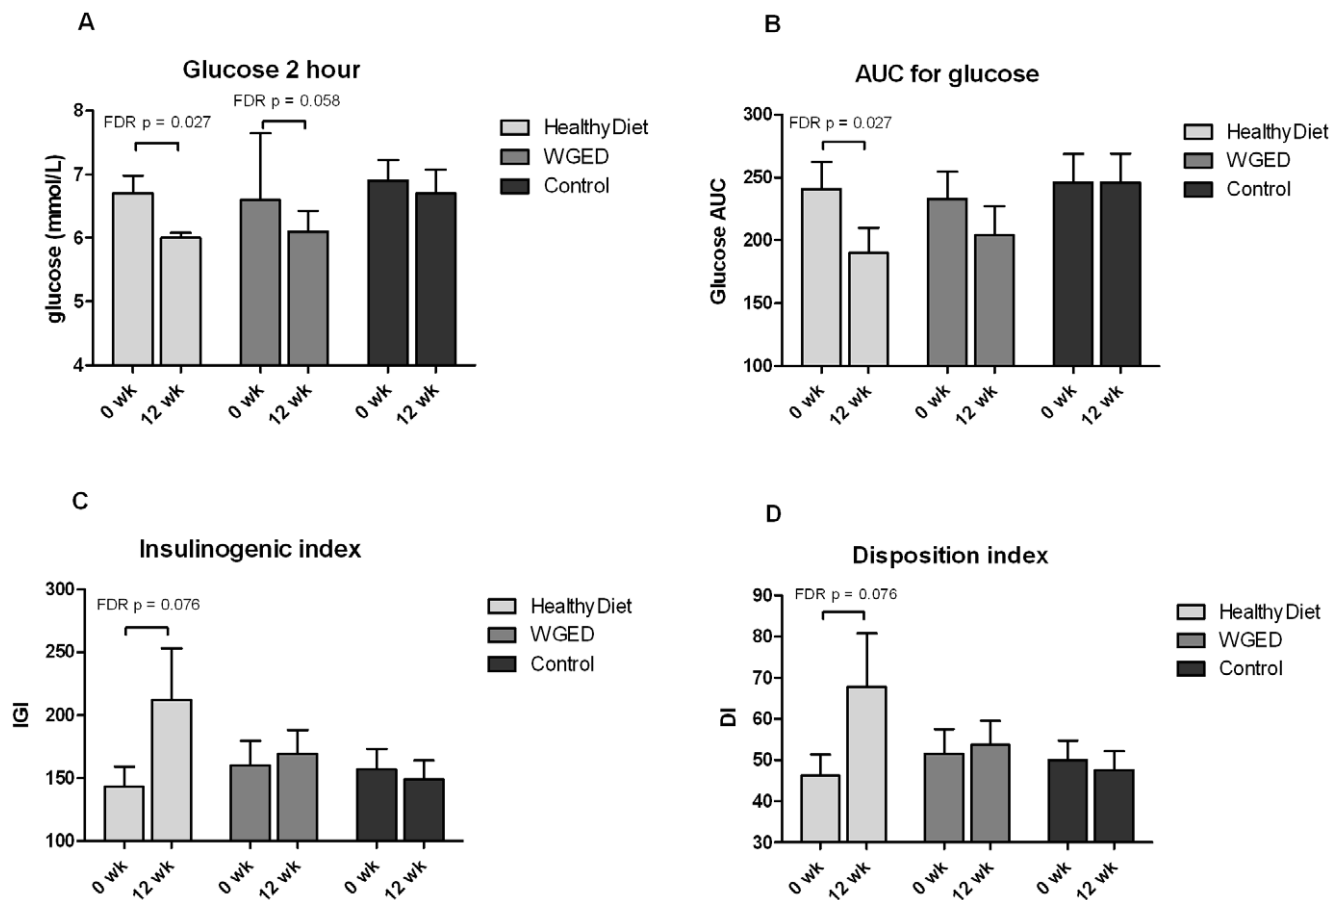 A
Glucose 2 hour
FDR p = 0.027
FDR p = 0.058
glucose (mmol/L)
8
7
6
5
4
0 wk
12 wk
0 wk
12 wk
0 wk
12 wk
HealthyDiet
WGED
Control
B
AUC for glucose
FDR p = 0.027
Glucose AUC
300
250
200
150
100
0 wk
12 wk
0 wk
12 wk
0 wk
12 wk
HealthyDiet
WGED
Control
C
Insulinogenic index
FDR p = 0.076
IGI
300
250
200
150
100
0 wk
12 wk
0 wk
12 wk
0 wk
12 wk
HealthyDiet
WGED
Control
D
Disposition index
FDR p = 0.076
DI
90
80
70
60
50
40
30
0 wk
12 wk
0 wk
12 wk
0 wk
12 wk
HealthyDiet
WGED
Control